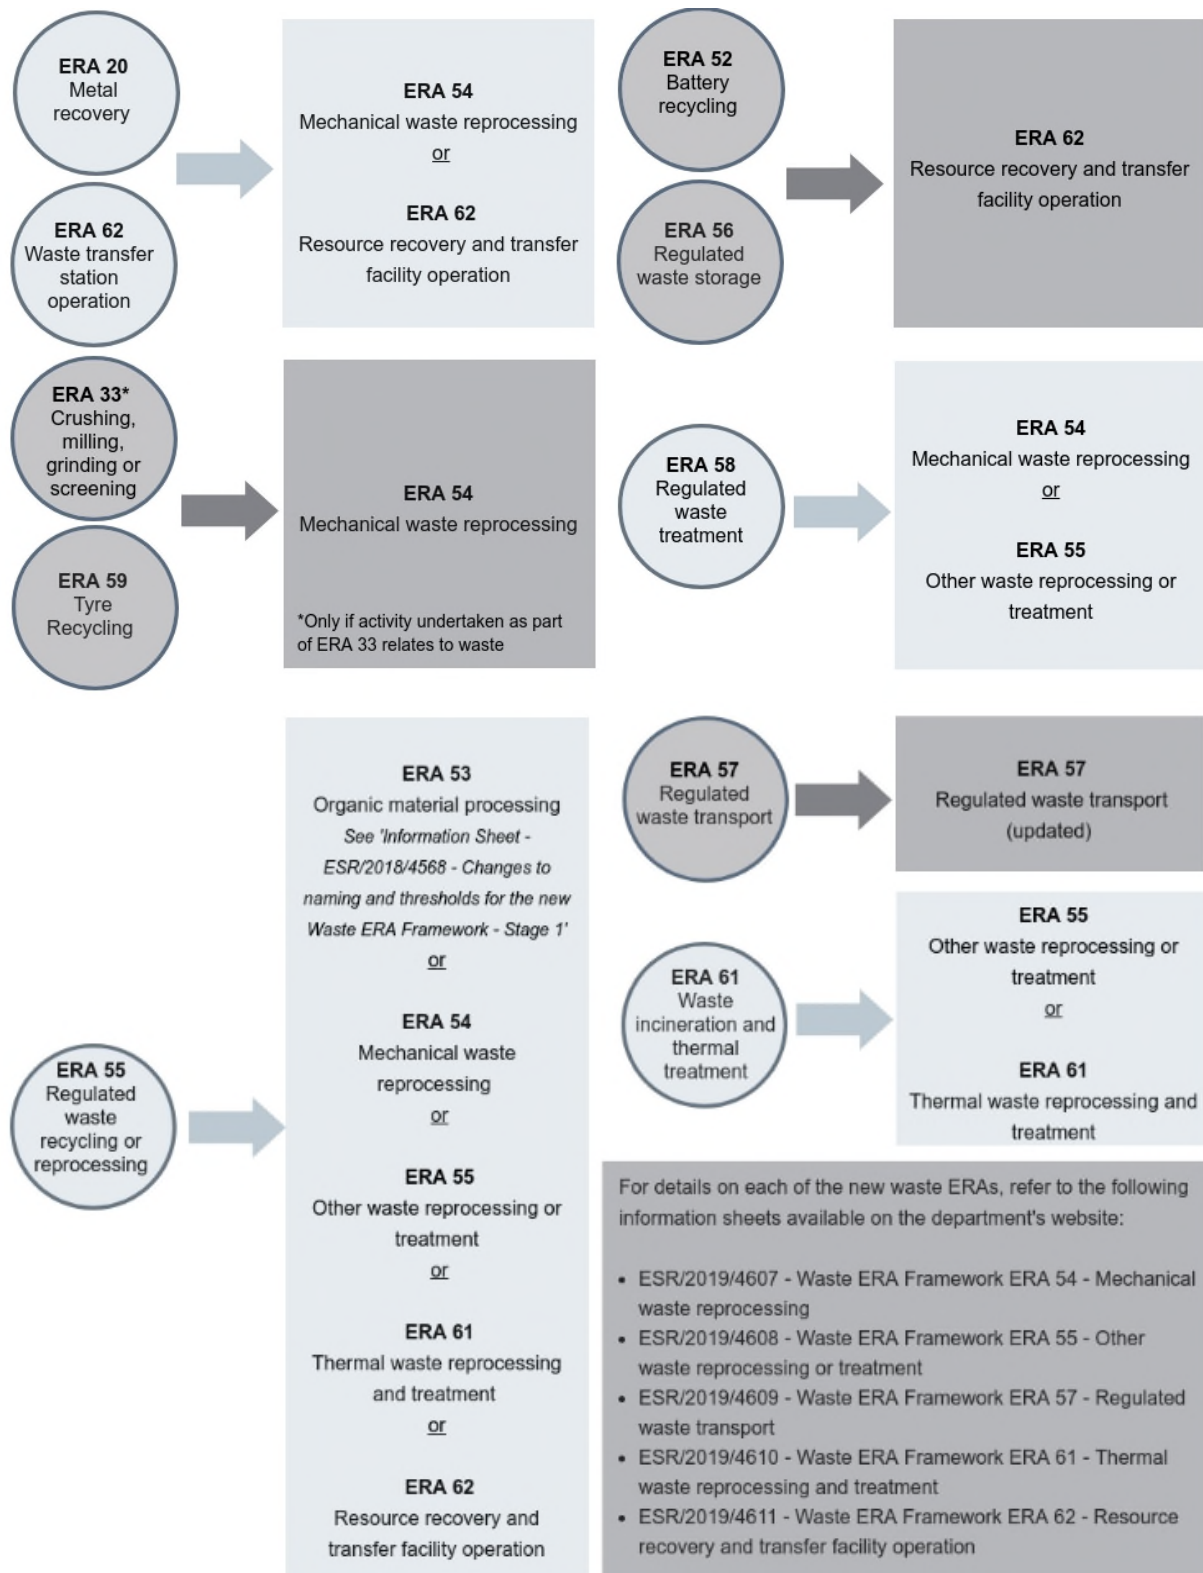 ERA 20
Metal
recovery
ERA 62
Waste transfer
station
operation
ERA 54
Mechanical waste reprocessing
or
ERA 62
Resource recovery and transfer
facility operation
ERA 52
Battery
recycling
ERA 56
Regulated
waste storage
ERA 62
Resource recovery and transfer
facility operation
ERA 33*
Crushing,
milling,
grinding or
screening
ERA 59
Tyre
Recycling
ERA 54
Mechanical waste reprocessing
*Only if activity undertaken as part
of ERA 33 relates to waste
ERA 58
Regulated
waste
treatment
ERA 54
Mechanical waste reprocessing
or
ERA 55
Other waste reprocessing or
treatment
ERA 55
Regulated
waste
recycling or
reprocessing
ERA 53
Organic material processing
See 'Information Sheet -
ESR/2018/4568 - Changes to
naming and thresholds for the new
Waste ERA Framework - Stage 1'
or
ERA 54
Mechanical waste
reprocessing
or
ERA 55
Other waste reprocessing or
treatment
or
ERA 61
Thermal waste reprocessing
and treatment
or
ERA 62
Resource recovery and
transfer facility operation
ERA 57
Regulated
waste transport
ERA 57
Regulated waste transport
(updated)
ERA 61
Waste
incineration and
thermal
treatment
ERA 55
Other waste reprocessing or
treatment
or
ERA 61
Thermal waste reprocessing and
treatment
For details on each of the new waste ERAs, refer to the following
information sheets available on the department's website:
• ESR/2019/4607 - Waste ERA Framework ERA 54 - Mechanical
waste reprocessing
• ESR/2019/4608 - Waste ERA Framework ERA 55 - Other
waste reprocessing or treatment
• ESR/2019/4609 - Waste ERA Framework ERA 57 - Regulated
waste transport
• ESR/2019/4610 - Waste ERA Framework ERA 61 - Thermal
waste reprocessing and treatment
• ESR/2019/4611 - Waste ERA Framework ERA 62 - Resource
recovery and transfer facility operation